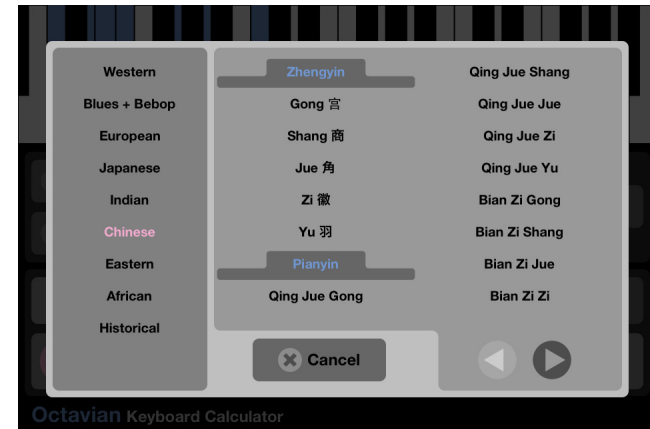 Western
Blues + Bebop
European
Japanese
Indian
Chinese
Eastern
African
Historical
Zhengyin
Gong 宫
Shang 商
Jue 角
Zi 徵
Yu 羽
Pianyin
Qing Jue Gong
Qing Jue Shang
Qing Jue Jue
Qing Jue Zi
Qing Jue Yu
Bian Zi Gong
Bian Zi Shang
Bian Zi Jue
Bian Zi Zi
Cancel
Octavian Keyboard Calculator